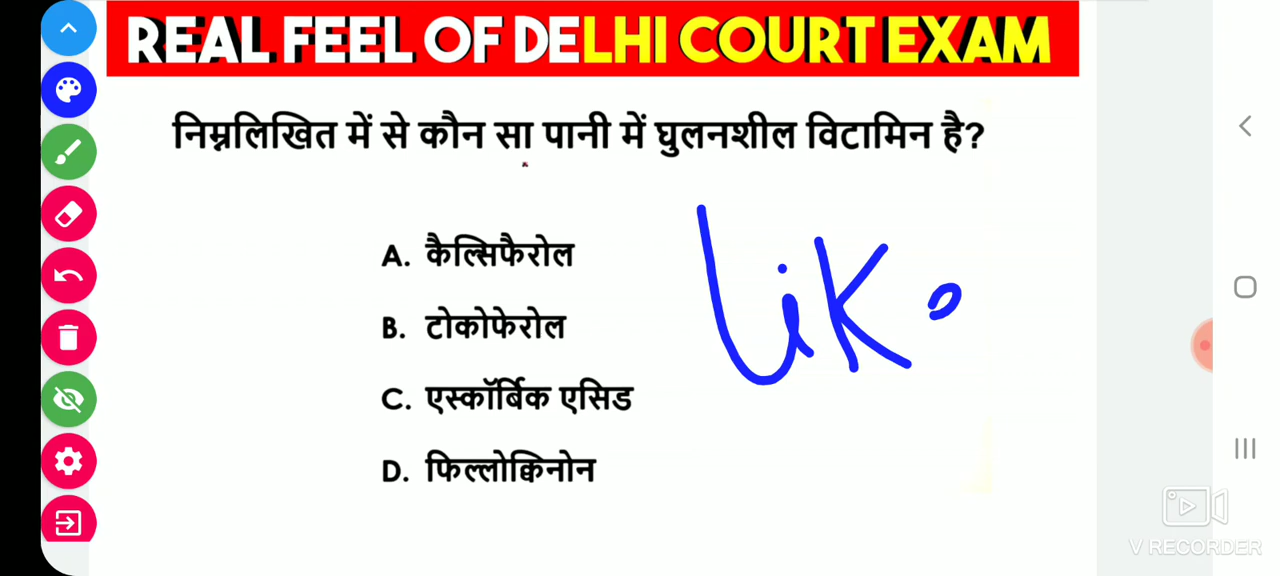 REAL FEEL OF DELHI COURT EXAM
निम्नलिखित में से कौन सा पानी में घुलनशील विटामिन है?
A. कैल्सिफैरोल
B. टोकोफेरोल
C. एस्कॉर्बिक एसिड
D. फिल्लोक्विनोन
LiKe
V RECORDER